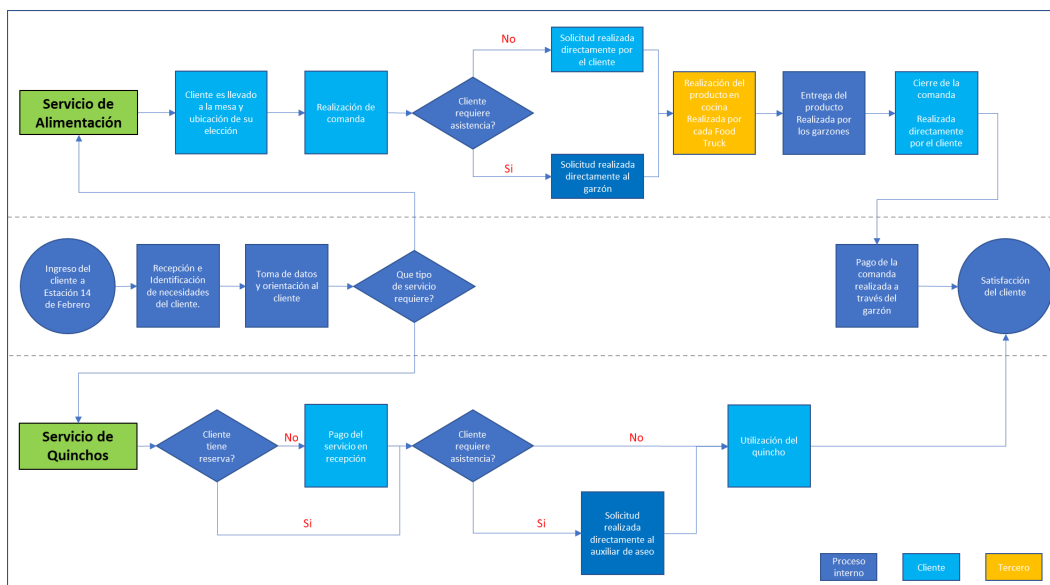 Servicio de
Alimentación
Cliente es llevado
a la mesa y
ubicación de su
elección
Realización de
comanda
Cliente
requiere
asistencia?
No
Solicitud realizada
directamente por
el cliente
Si
Solicitud realizada
directamente al
garzón
Realización del
producto en
cocina
Realizada por
cada Food
Truck
Entrega del
producto
Realizada por
los garzones
Cierre de la
comanda
Realizada
directamente
por el cliente
Ingreso del
cliente a
Estación 14
de Febrero
Recepción e
Identificación
de necesidades
del cliente.
Toma de datos
y orientación al
cliente
Que tipo
de servicio
requiere?
Pago de la
comanda
realizada a
través del
garzón
Satisfacción
del cliente
Servicio de
Quinchos
Cliente
tiene
reserva?
No
Pago del
servicio en
recepción
Si
Cliente
requiere
asistencia?
No
Si
Solicitud
realizada
directamente al
auxiliar de aseo
Utilización del
quincho
Proceso
interno
Cliente
Tercero